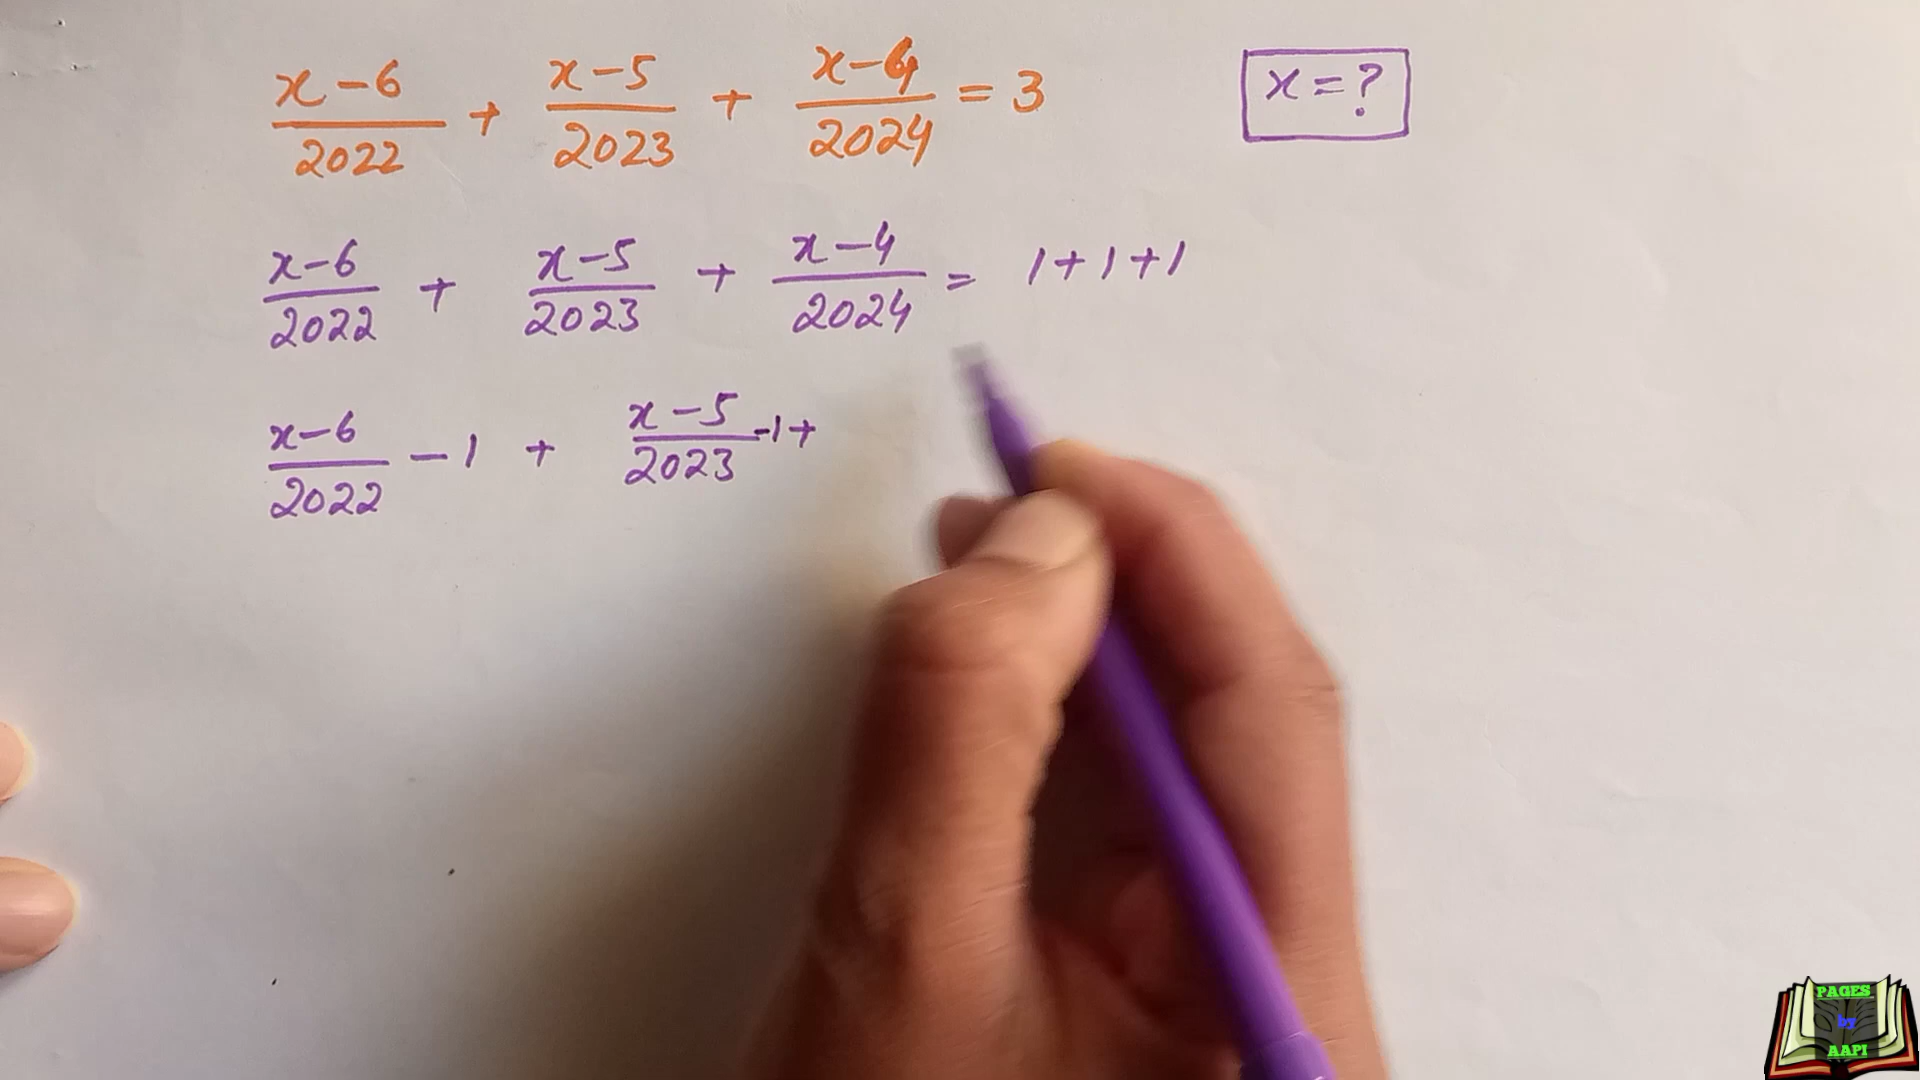 x-6/2022 + x-5/2023 + x-4/2024 = 3
x=?
x-6/2022 + x-5/2023 + x-4/2024 = 1+1+1
x-6/2022 -1 + x-5/2023 -1+
PAGES
by
AAPI